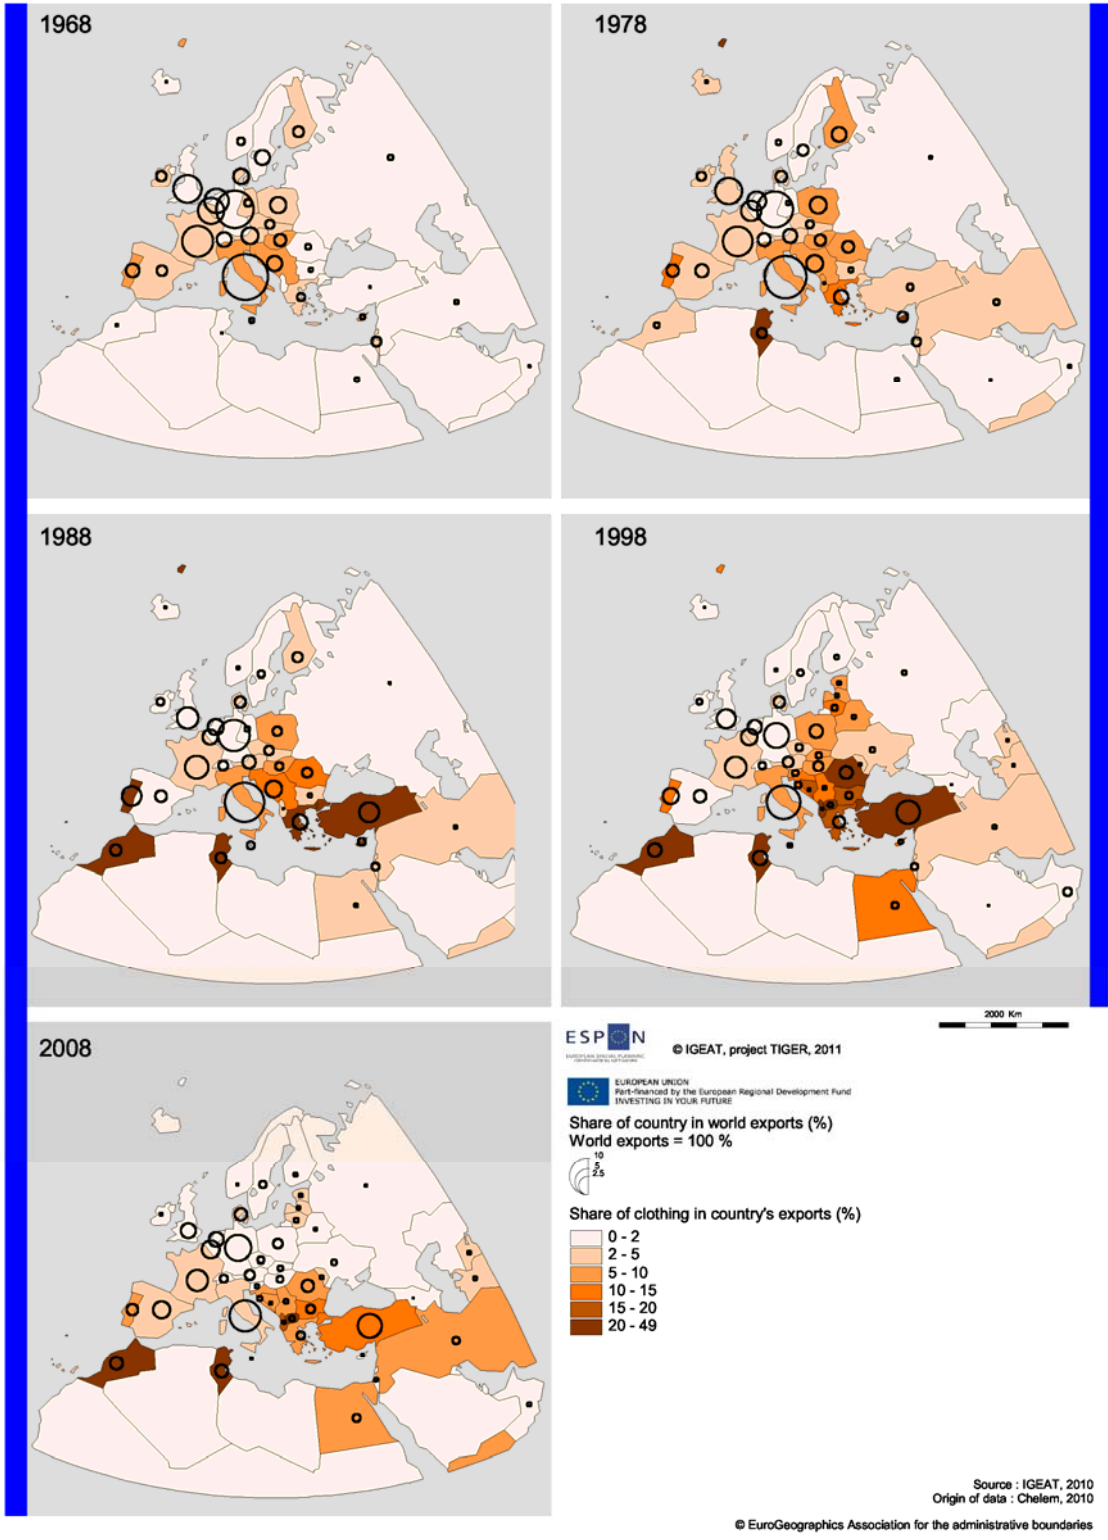 1968
1978
1988
1998
2008
2000 Km
ESPON
© IGEAT, project TIGER, 2011
EUROPEAN UNION
Part-financed by the European Regional Development Fund
INVESTING IN YOUR FUTURE
Share of country in world exports (%)
World exports = 100 %
10
5
2.5
Share of clothing in country's exports (%)
0 - 2
2 - 5
5 - 10
10 - 15
15 - 20
20 - 49
Source : IGEAT, 2010
Origin of data : Chelem, 2010
© EuroGeographics Association for the administrative boundaries